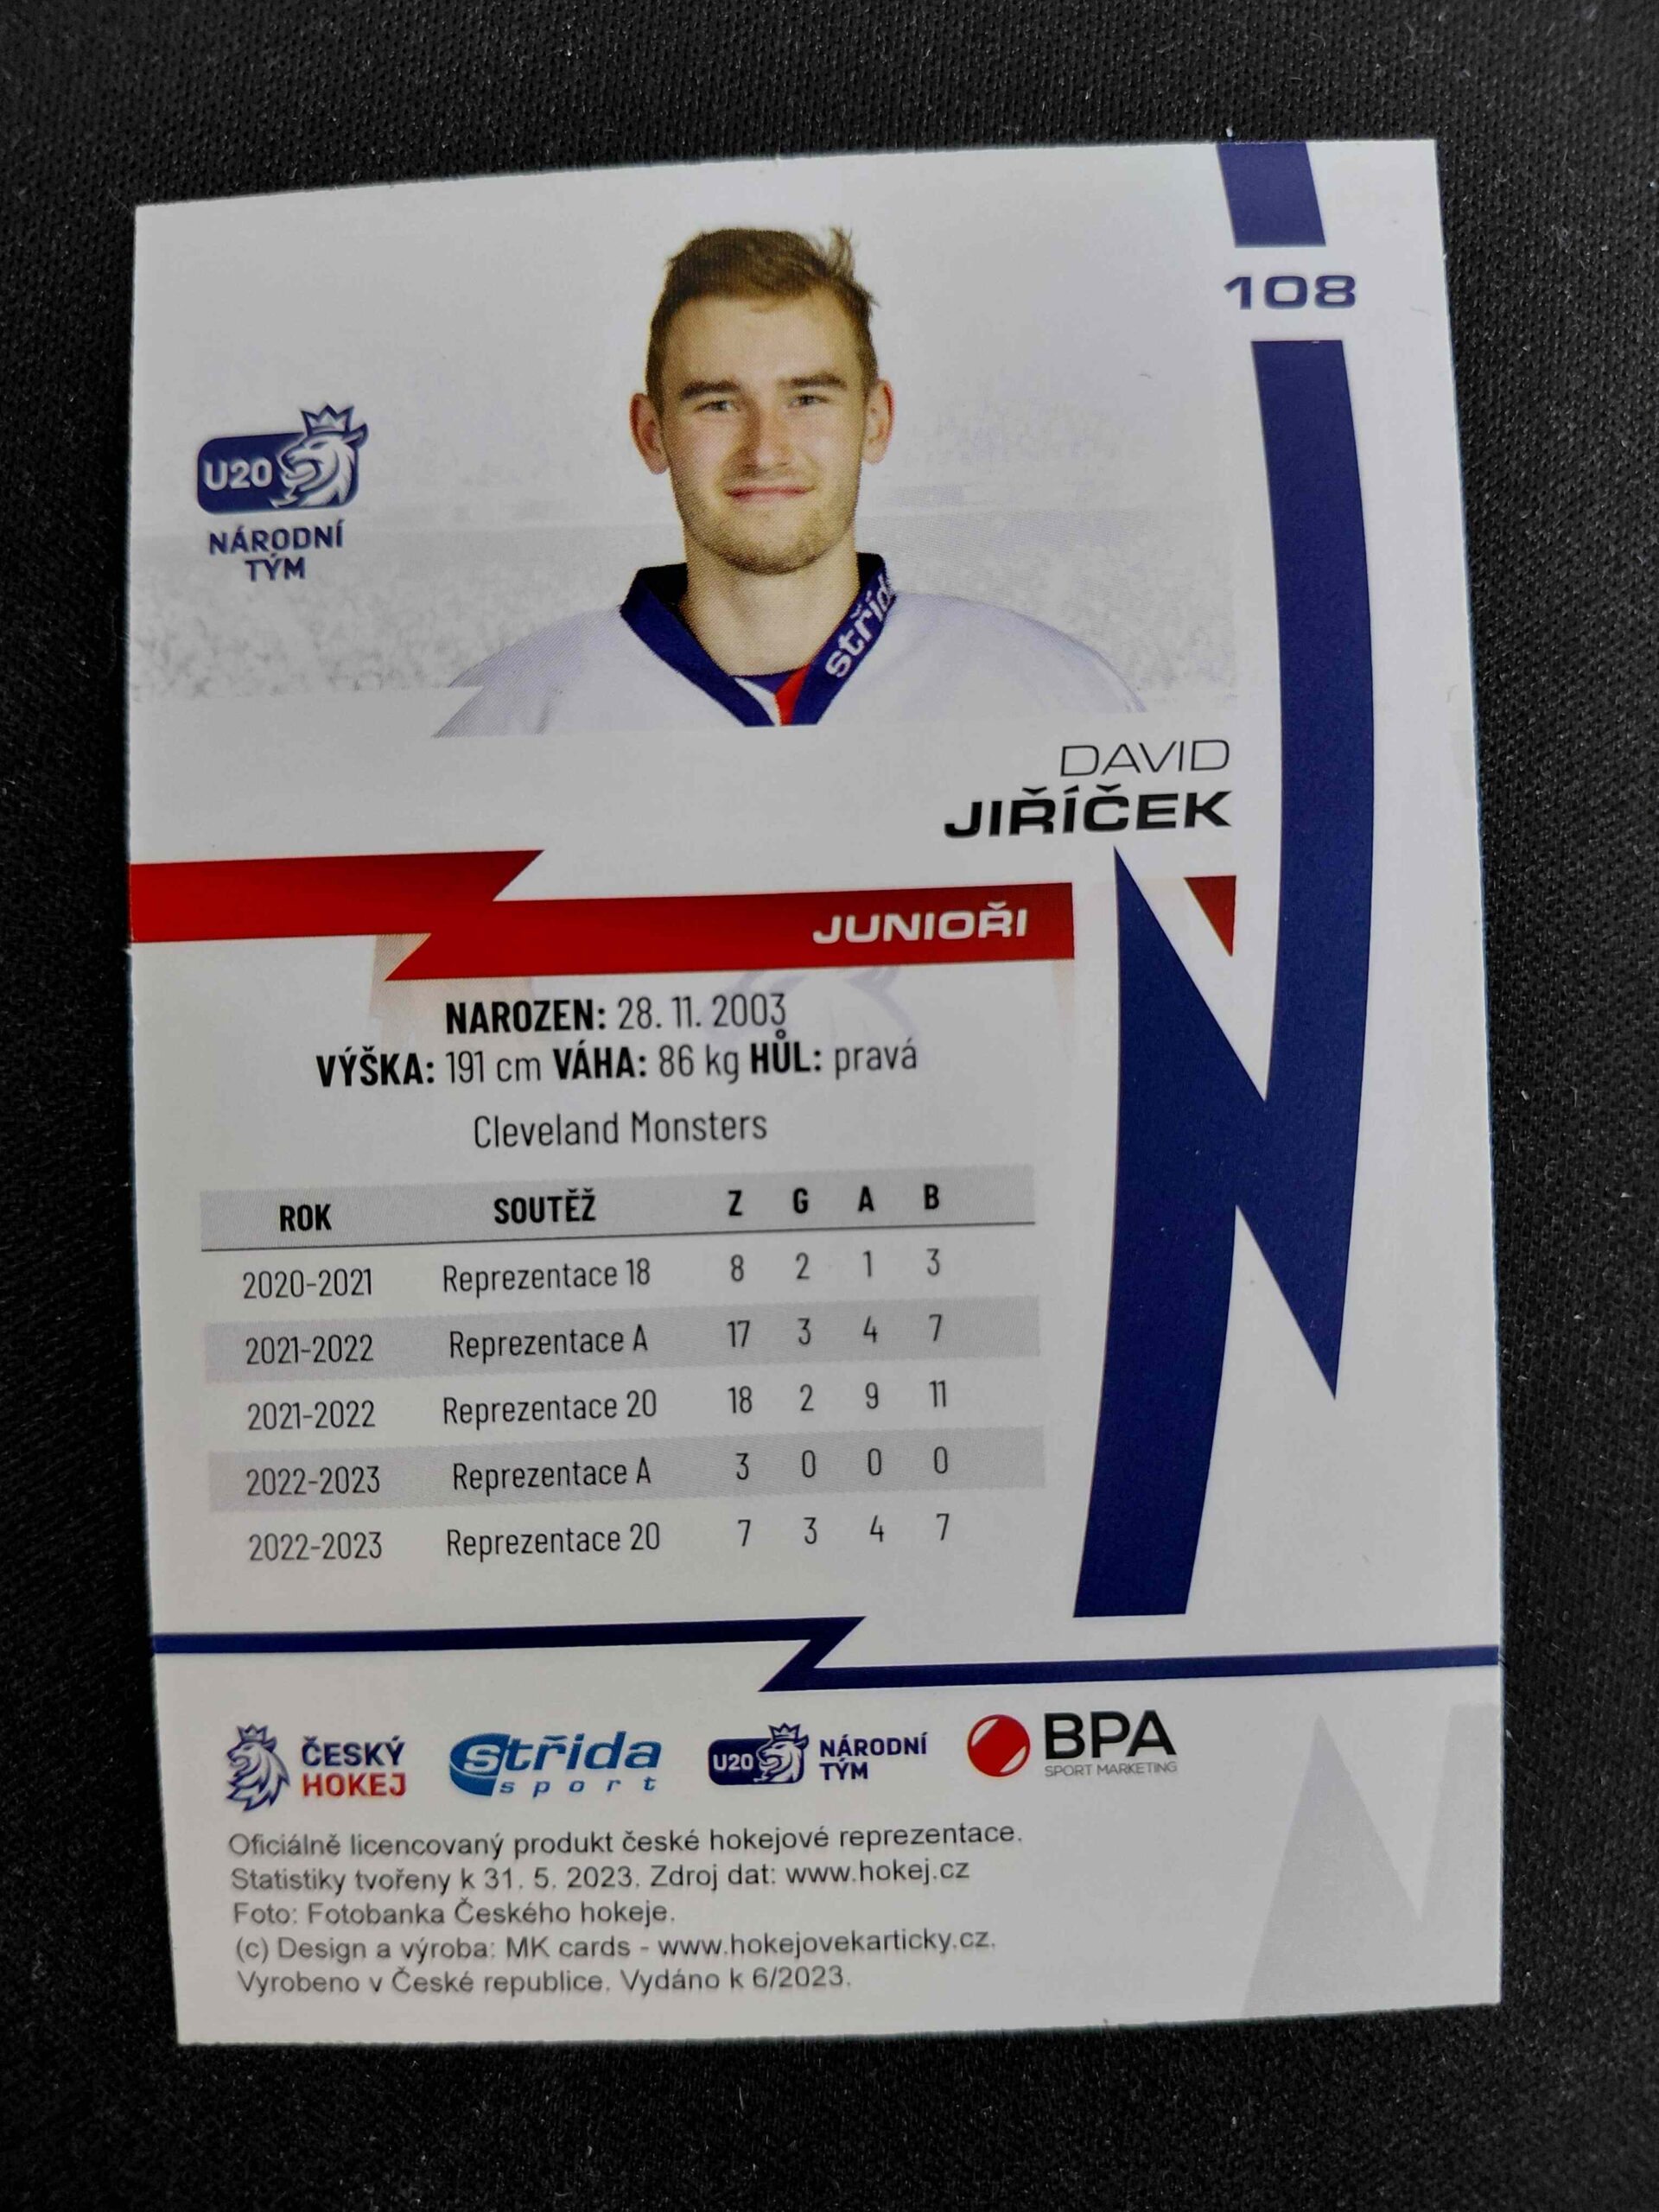 108
U20
NÁRODNÍ
TÝM
DAVID
JIŘÍČEK
JUNIOŘI
NAROZEN: 28. 11. 2003
VÝŠKA: 191 cm VÁHA: 86 kg HŮL: pravá
Cleveland Monsters
ROK SOUTĚŽ Z G A B
2020-2021 Reprezentace 18 8 2 1 3
2021-2022 Reprezentace A 17 3 4 7
2021-2022 Reprezentace 20 18 2 9 11
2022-2023 Reprezentace A 3 0 0 0
2022-2023 Reprezentace 20 7 3 4 7
ČESKÝ
HOKEJ
střída
sport
U20
NÁRODNÍ
TÝM
BPA
SPORT MARKETING
Oficiálně licencovaný produkt české hokejové reprezentace.
Statistiky tvořeny k 31. 5. 2023. Zdroj dat: www.hokej.cz
Foto: Fotobanka Českého hokeje.
(c) Design a výroba: MK cards - www.hokejovekarticky.cz.
Vyrobeno v České republice. Vydáno k 6/2023.